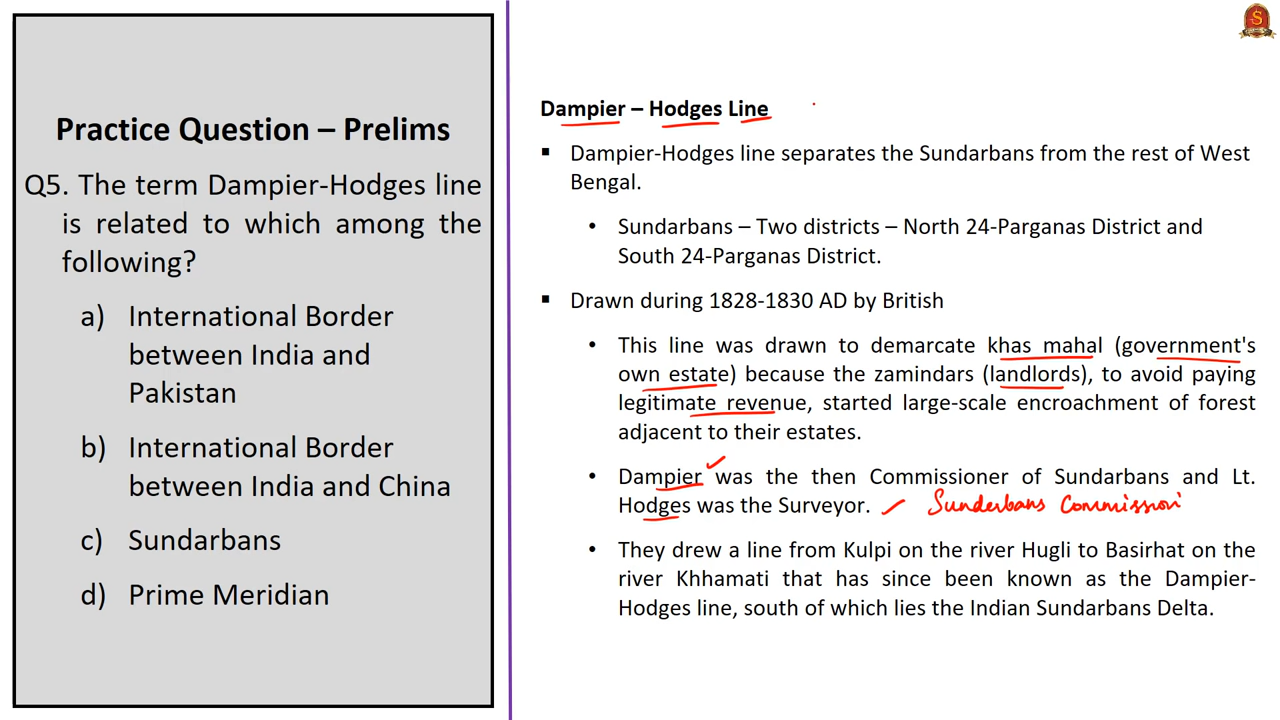 Practice Question – Prelims
Q5. The term Dampier-Hodges line
is related to which among the
following?
a) International Border
between India and
Pakistan
b) International Border
between India and China
c) Sundarbans
d) Prime Meridian
Dampier – Hodges Line
▪ Dampier-Hodges line separates the Sundarbans from the rest of West
Bengal.
• Sundarbans – Two districts – North 24-Parganas District and
South 24-Parganas District.
▪ Drawn during 1828-1830 AD by British
• This line was drawn to demarcate khas mahal (government's
own estate) because the zamindars (landlords), to avoid paying
legitimate revenue, started large-scale encroachment of forest
adjacent to their estates.
• Dampier was the then Commissioner of Sundarbans and Lt.
Hodges was the Surveyor. Sunderbans Commission
• They drew a line from Kulpi on the river Hugli to Basirhat on the
river Khhamati that has since been known as the Dampier-
Hodges line, south of which lies the Indian Sundarbans Delta.